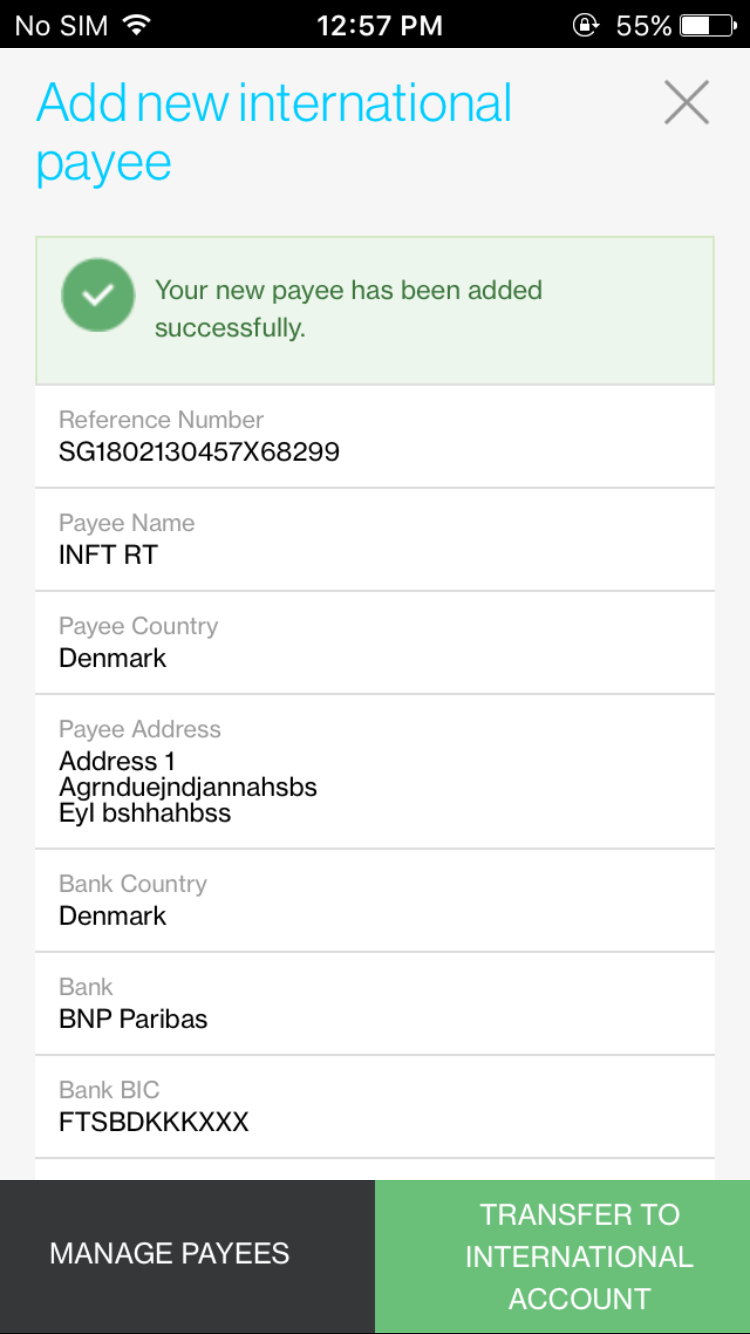 No SIM 12:57 PM 55%
Add new international
payee
Your new payee has been added
successfully.
Reference Number
SG1802130457X68299
Payee Name
INFT RT
Payee Country
Denmark
Payee Address
Address 1
Agrnduejndjannahsbs
Eyl bshhahbss
Bank Country
Denmark
Bank
BNP Paribas
Bank BIC
FTSBDKKKXXX
MANAGE PAYEES
TRANSFER TO
INTERNATIONAL
ACCOUNT